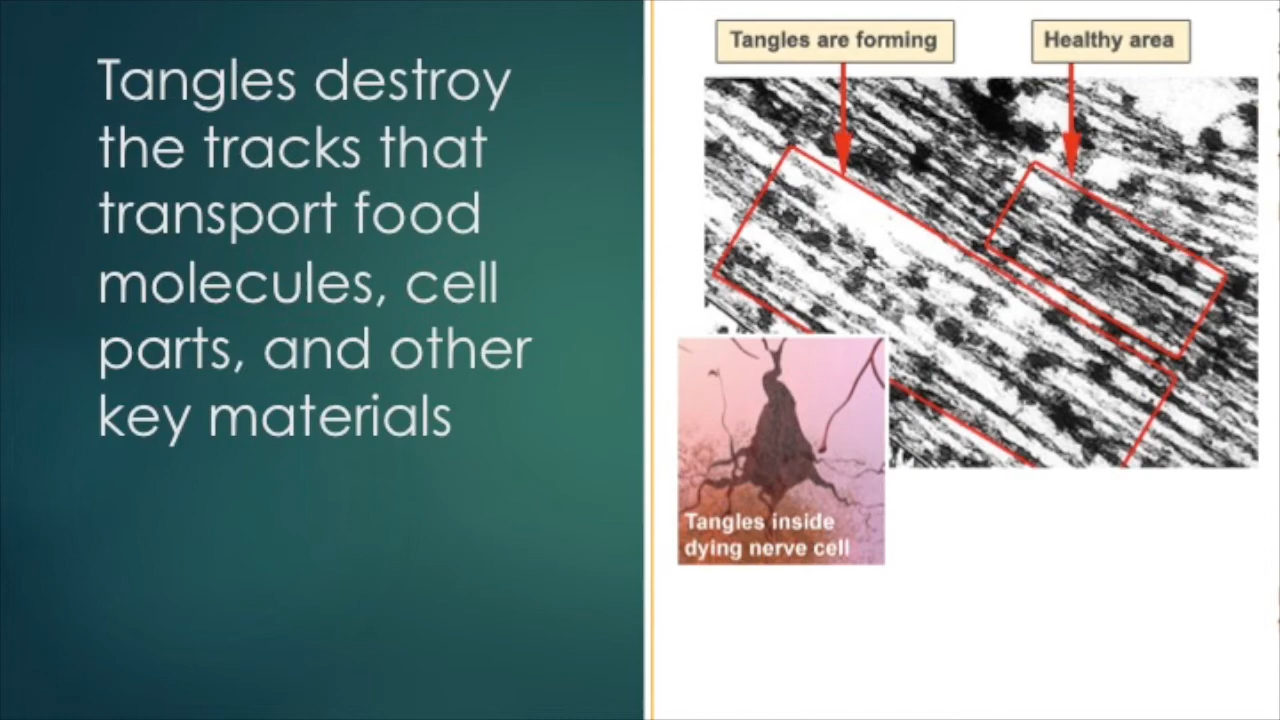 Tangles destroy
the tracks that
transport food
molecules, cell
parts, and other
key materials
Tangles are forming
Healthy area
Tangles inside
dying nerve cell